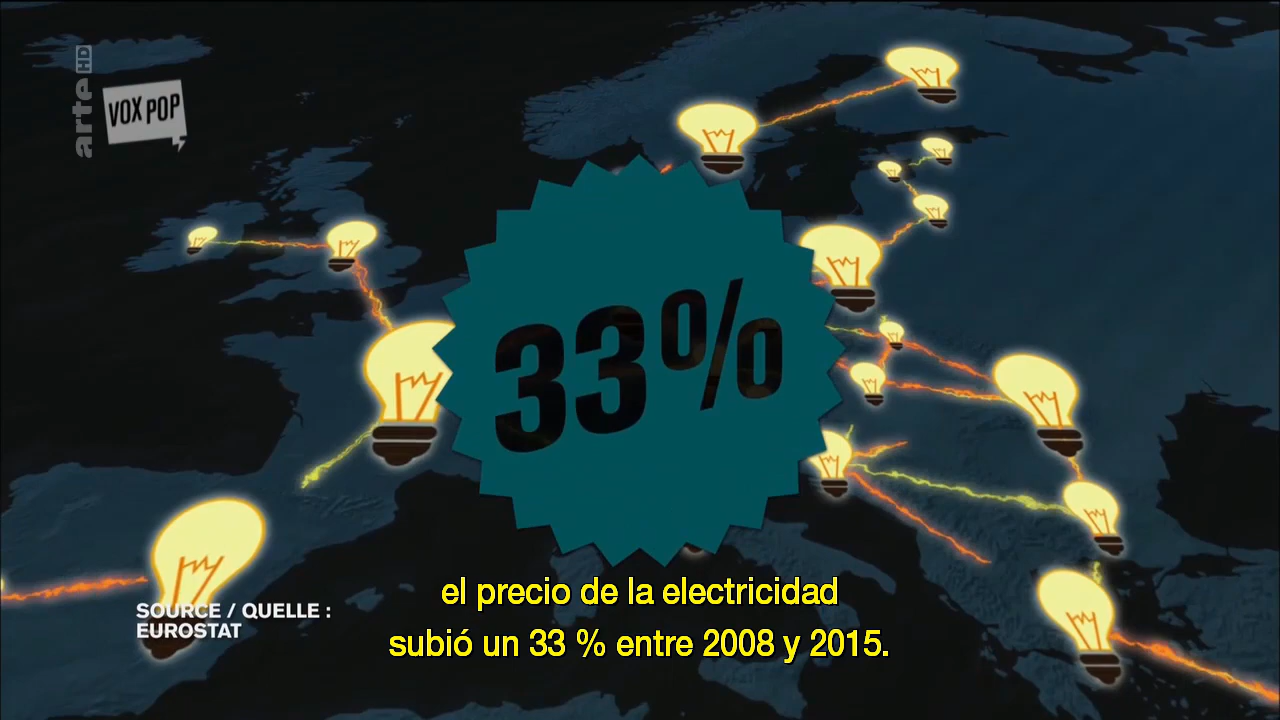 arte HD
VOX POP
33%
SOURCE / QUELLE :
EUROSTAT
el precio de la electricidad
subió un 33 % entre 2008 y 2015.